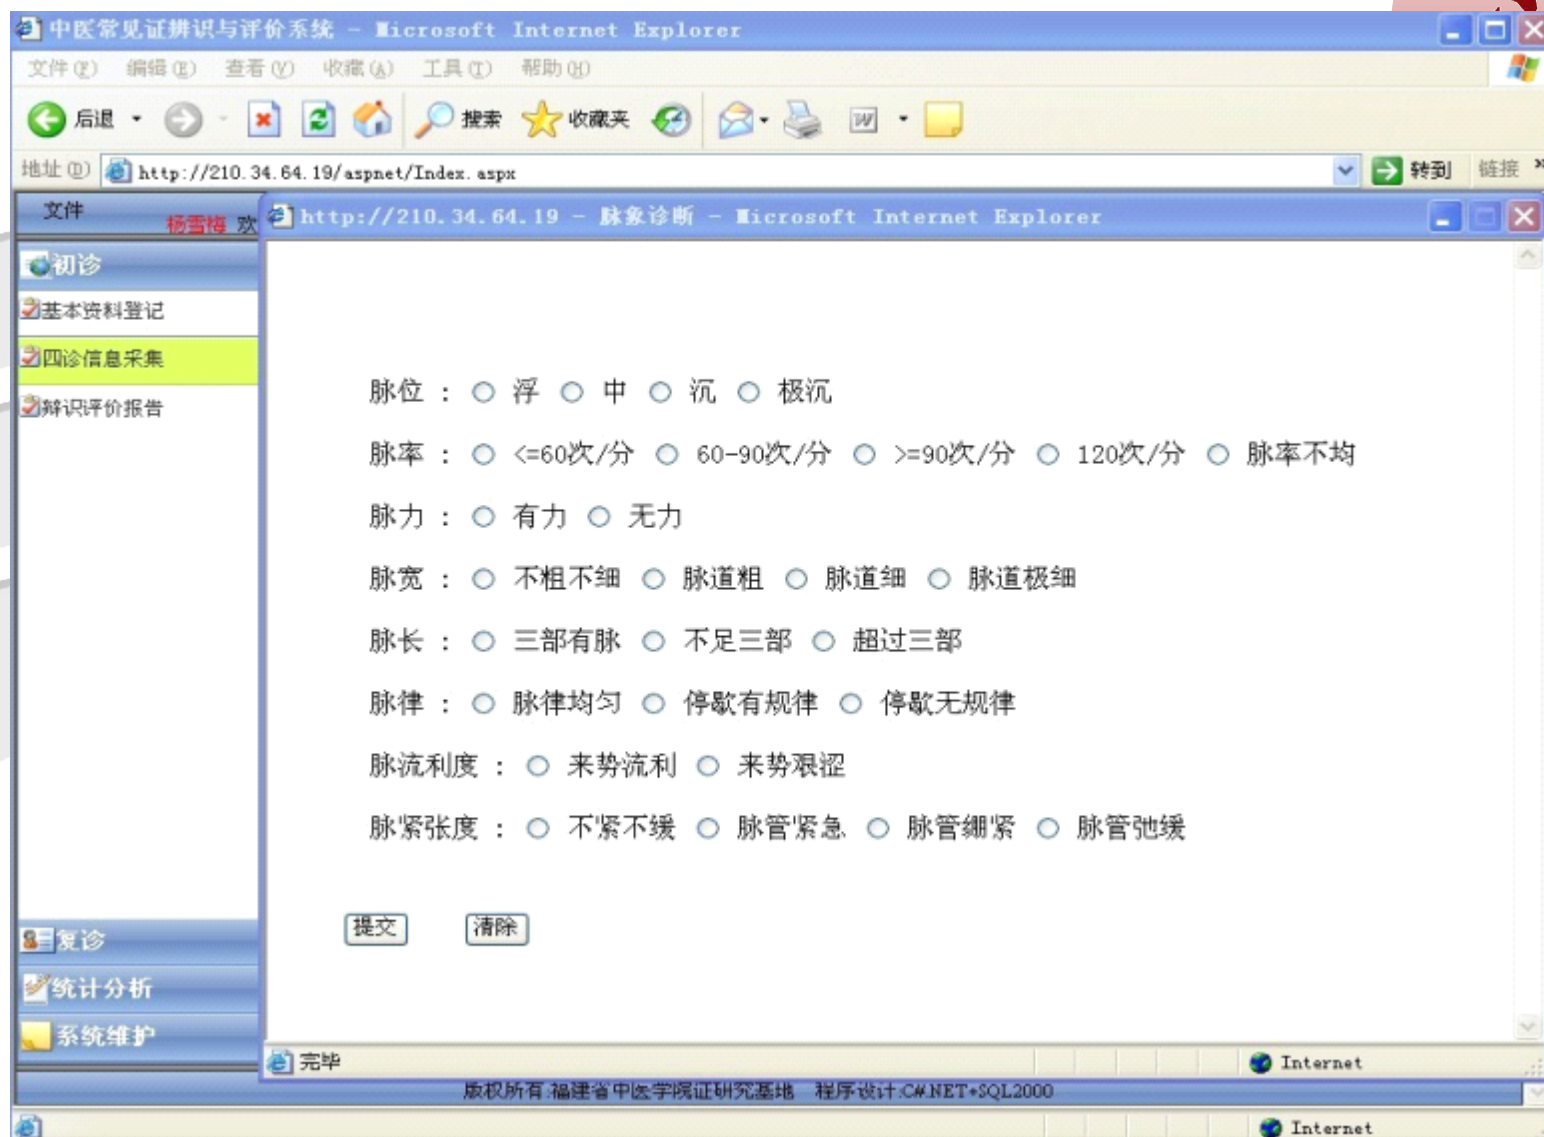 中医常见证辨识与评价系统 - Microsoft Internet Explorer
文件(F) 编辑(E) 查看(V) 收藏(A) 工具(T) 帮助(H)
后退 搜索 收藏夹
地址(D) http://210.34.64.19/aspnet/Index.aspx 转到 链接 »
文件
杨雪梅 欢
http://210.34.64.19 - 脉象诊断 - Microsoft Internet Explorer
初诊
基本资料登记
四诊信息采集
辩识评价报告
脉位 : 浮 中 沉 极沉
脉率 : <=60次/分 60-90次/分 >=90次/分 120次/分 脉率不均
脉力 : 有力 无力
脉宽 : 不粗不细 脉道粗 脉道细 脉道极细
脉长 : 三部有脉 不足三部 超过三部
脉律 : 脉律均匀 停歇有规律 停歇无规律
脉流利度 : 来势流利 来势艰涩
脉紧张度 : 不紧不缓 脉管紧急 脉管绷紧 脉管弛缓
提交 清除
复诊
统计分析
系统维护
完毕 Internet
版权所有:福建省中医学院证研究基地 程序设计:C#.NET+SQL2000
Internet